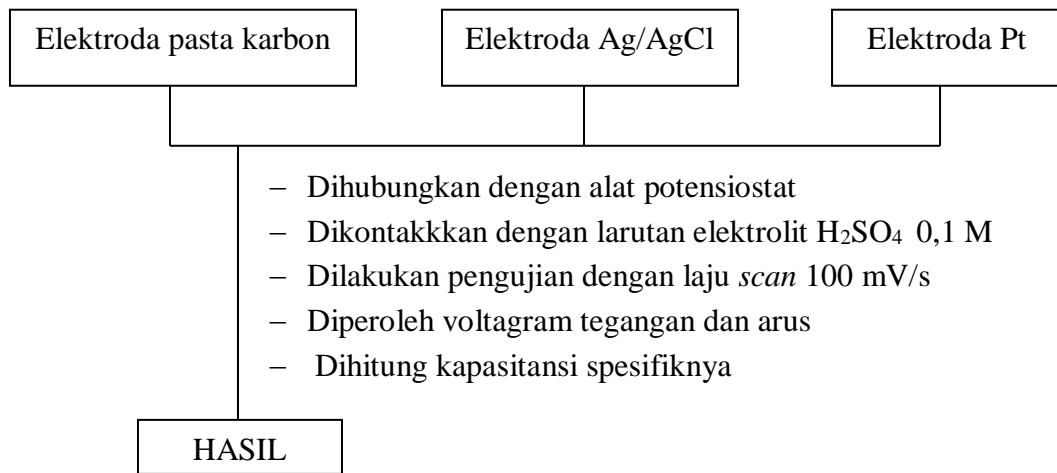 Elektroda pasta karbon
Elektroda Ag/AgCl
Elektroda Pt
– Dihubungkan dengan alat potensiostat
– Dikontakkkan dengan larutan elektrolit H₂SO₄ 0,1 M
– Dilakukan pengujian dengan laju scan 100 mV/s
– Diperoleh voltagram tegangan dan arus
– Dihitung kapasitansi spesifiknya
HASIL